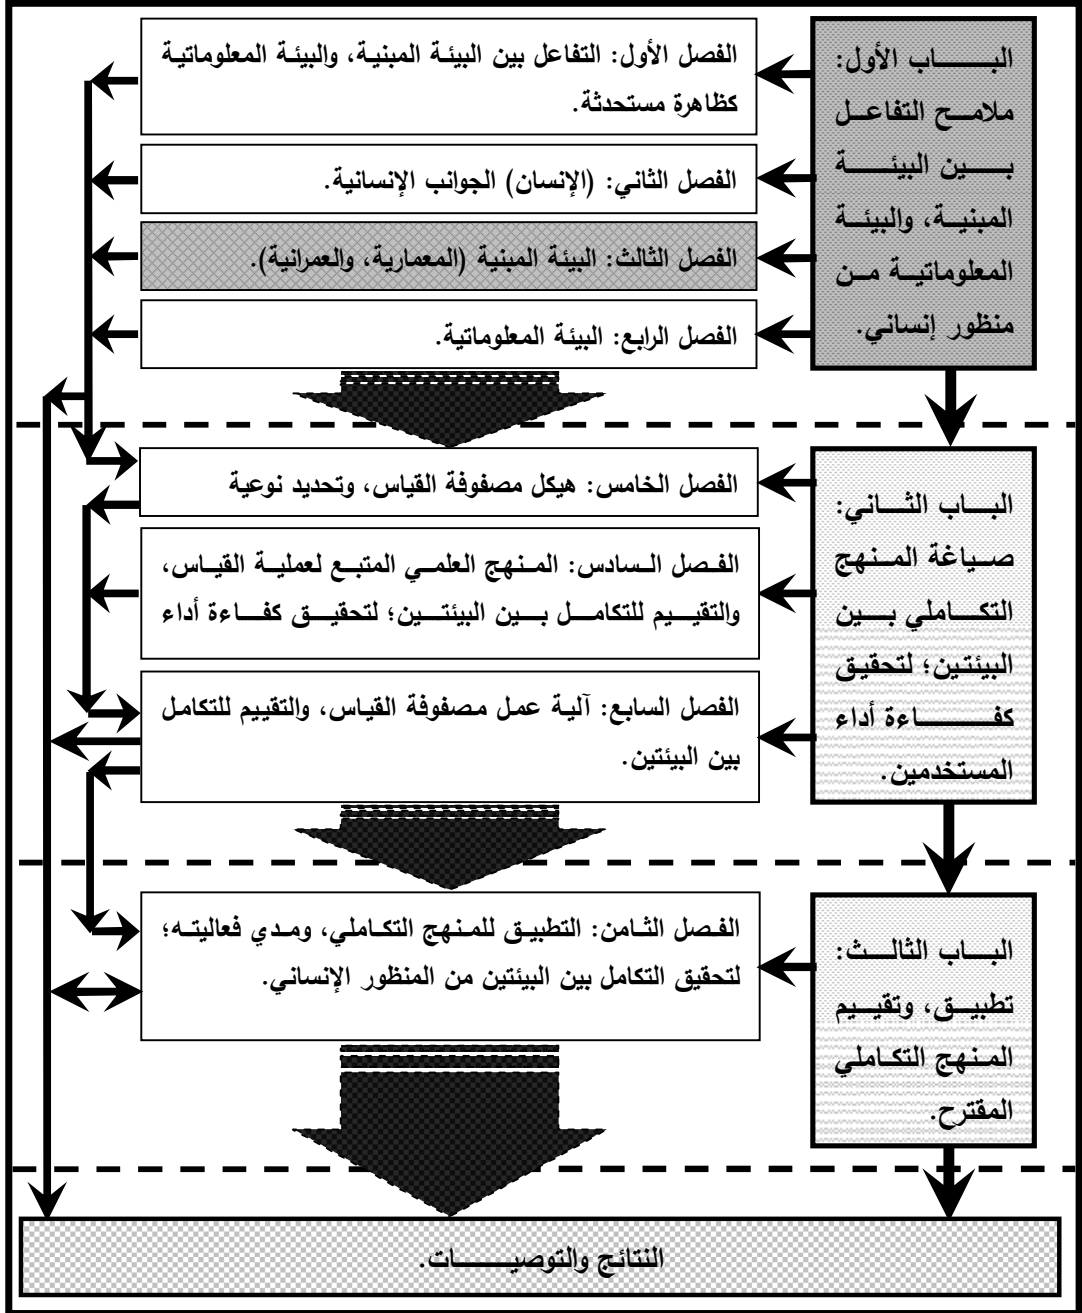 الباب الأول:
ملامح التفاعل
بين البيئة
المبنية، والبيئة
المعلوماتية من
منظور إنساني.
الفصل الأول: التفاعل بين البيئة المبنية، والبيئة المعلوماتية
كظاهرة مستحدثة.
الفصل الثاني: (الإنسان) الجوانب الإنسانية.
الفصل الثالث: البيئة المبنية (المعمارية، والعمرانية).
الفصل الرابع: البيئة المعلوماتية.
الباب الثاني:
صياغة المنهج
التكاملي بين
البيئتين؛ لتحقيق
كفاءة أداء
المستخدمين.
الفصل الخامس: هيكل مصفوفة القياس، وتحديد نوعية
الفصل السادس: المنهج العلمي المتبع لعملية القياس،
والتقييم للتكامل بين البيئتين؛ لتحقيق كفاءة أداء
الفصل السابع: آلية عمل مصفوفة القياس، والتقييم للتكامل
بين البيئتين.
الباب الثالث:
تطبيق، وتقييم
المنهج التكاملي
المقترح.
الفصل الثامن: التطبيق للمنهج التكاملي، ومدي فعاليته؛
لتحقيق التكامل بين البيئتين من المنظور الإنساني.
النتائج والتوصيات.